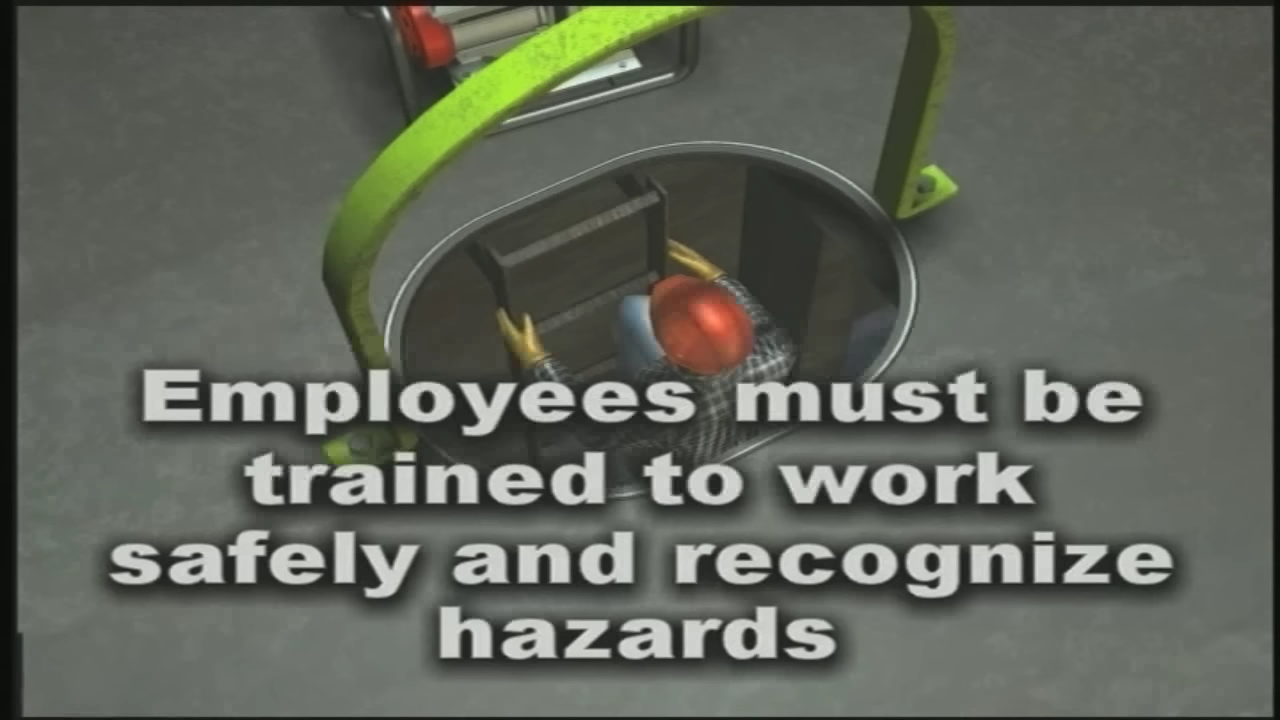 Employees must be
trained to work
safely and recognize
hazards